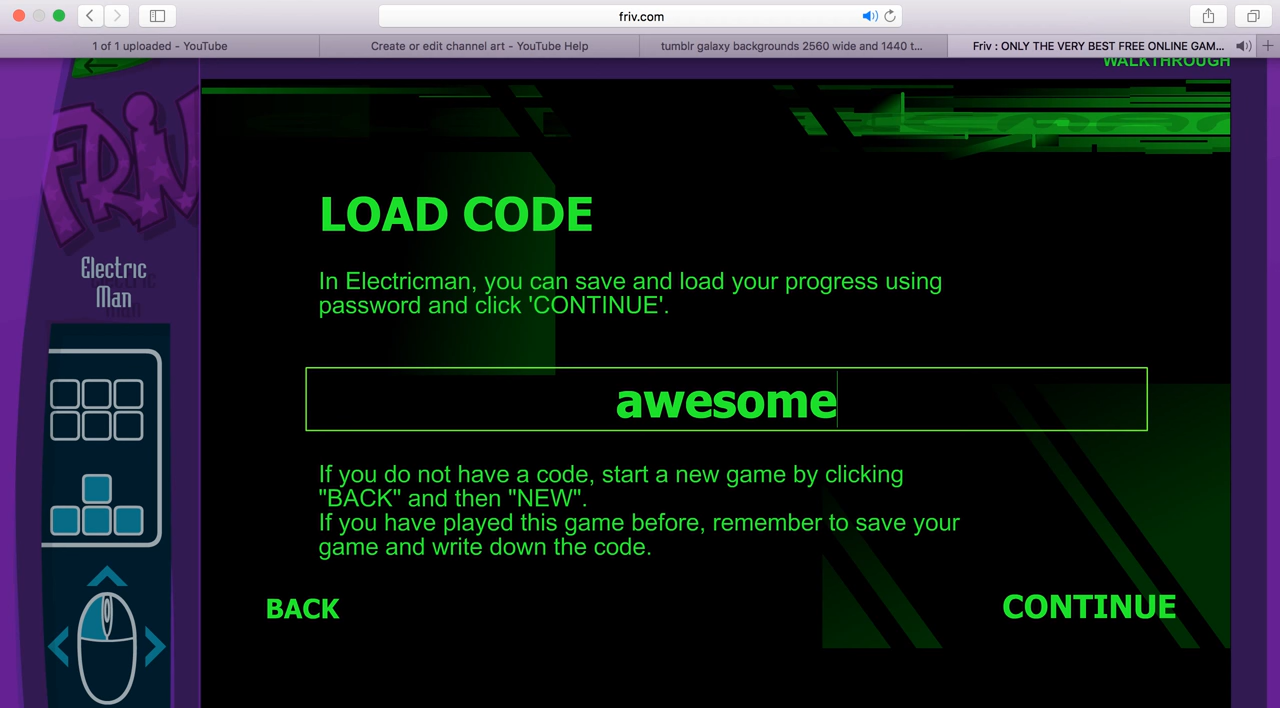 friv.com
1 of 1 uploaded - YouTube
Create or edit channel art - YouTube Help
tumblr galaxy backgrounds 2560 wide and 1440 t...
Friv : ONLY THE VERY BEST FREE ONLINE GAM...
WALKTHROUGH
FRIV
Electric
Man
LOAD CODE
In Electricman, you can save and load your progress using
password and click 'CONTINUE'.
awesome
If you do not have a code, start a new game by clicking
"BACK" and then "NEW".
If you have played this game before, remember to save your
game and write down the code.
BACK
CONTINUE